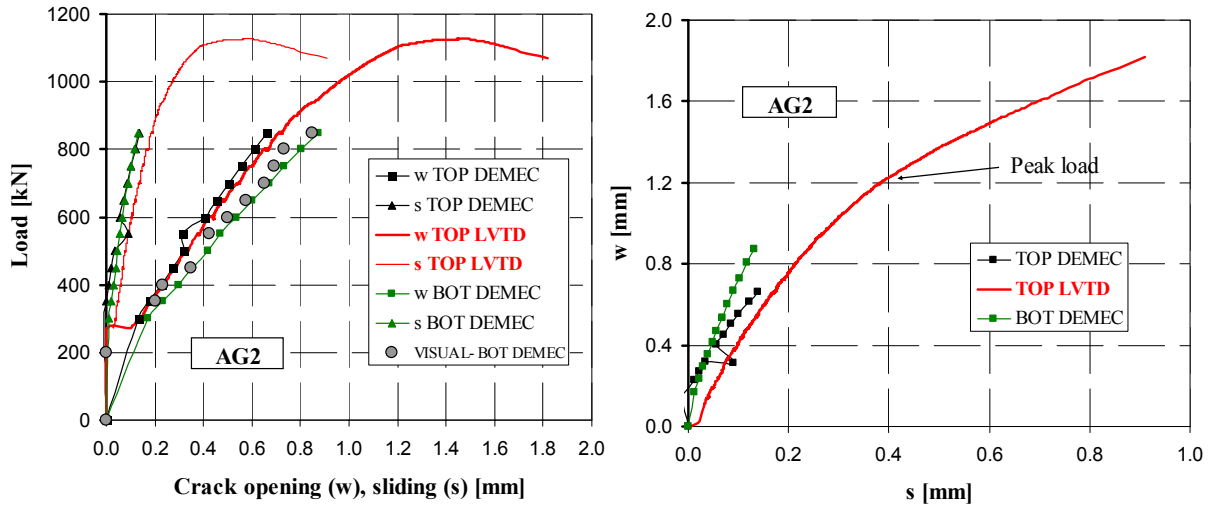 1200
1000
800
600
400
200
0
Load [kN]
0.0 0.2 0.4 0.6 0.8 1.0 1.2 1.4 1.6 1.8 2.0
Crack opening (w), sliding (s) [mm]
AG2
w TOP DEMEC
s TOP DEMEC
w TOP LVTD
s TOP LVTD
w BOT DEMEC
s BOT DEMEC
VISUAL- BOT DEMEC
2.0
1.6
1.2
0.8
0.4
0.0
w [mm]
0.0 0.2 0.4 0.6 0.8 1.0
s [mm]
AG2
Peak load
TOP DEMEC
TOP LVTD
BOT DEMEC